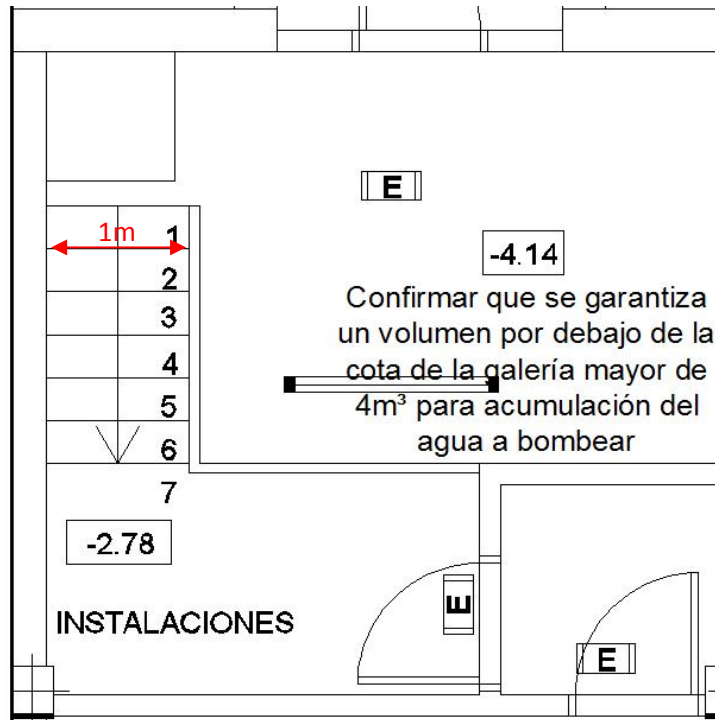 E
1m
1
2
3
4
5
6
7
-4.14
Confirmar que se garantiza
un volumen por debajo de la
cota de la galería mayor de
4m³ para acumulación del
agua a bombear
-2.78
INSTALACIONES
E
E